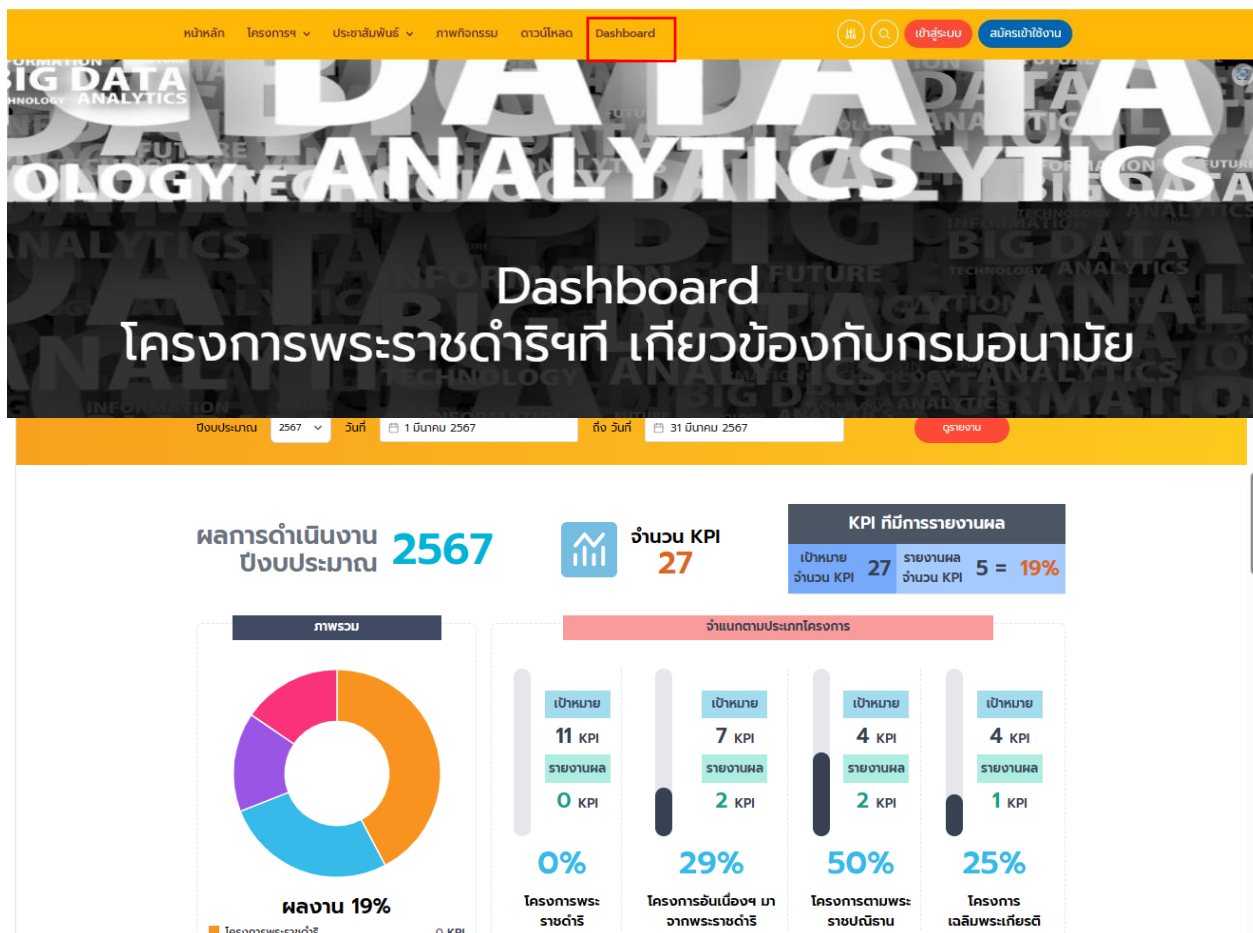 หน้าหลัก โครงการฯ ประชาสัมพันธ์ ภาพกิจกรรม ดาวน์โหลด Dashboard เข้าสู่ระบบ สมัครเข้าใช้งาน
BIG DATA
ANALYTICS
DATA
ANALYTICS
Dashboard
โครงการพระราชดำริฯที่ เกี่ยวข้องกับกรมอนามัย
ปีงบประมาณ 2567 วันที่ 1 มีนาคม 2567 ถึง วันที่ 31 มีนาคม 2567 ดูรายงาน
ผลการดำเนินงาน
ปีงบประมาณ 2567
จำนวน KPI
27
KPI ที่มีการรายงานผล
เป้าหมาย
จำนวน KPI 27
รายงานผล
จำนวน KPI 5 = 19%
ภาพรวม
ผลงาน 19%
โครงการพระราชดำริ 0 KPI
จำแนกตามประเภทโครงการ
เป้าหมาย
11 KPI
รายงานผล
0 KPI
0%
โครงการพระ
ราชดำริ
เป้าหมาย
7 KPI
รายงานผล
2 KPI
29%
โครงการอันเนื่องฯ มา
จากพระราชดำริ
เป้าหมาย
4 KPI
รายงานผล
2 KPI
50%
โครงการตามพระ
ราชปณิธาน
เป้าหมาย
4 KPI
รายงานผล
1 KPI
25%
โครงการ
เฉลิมพระเกียรติ